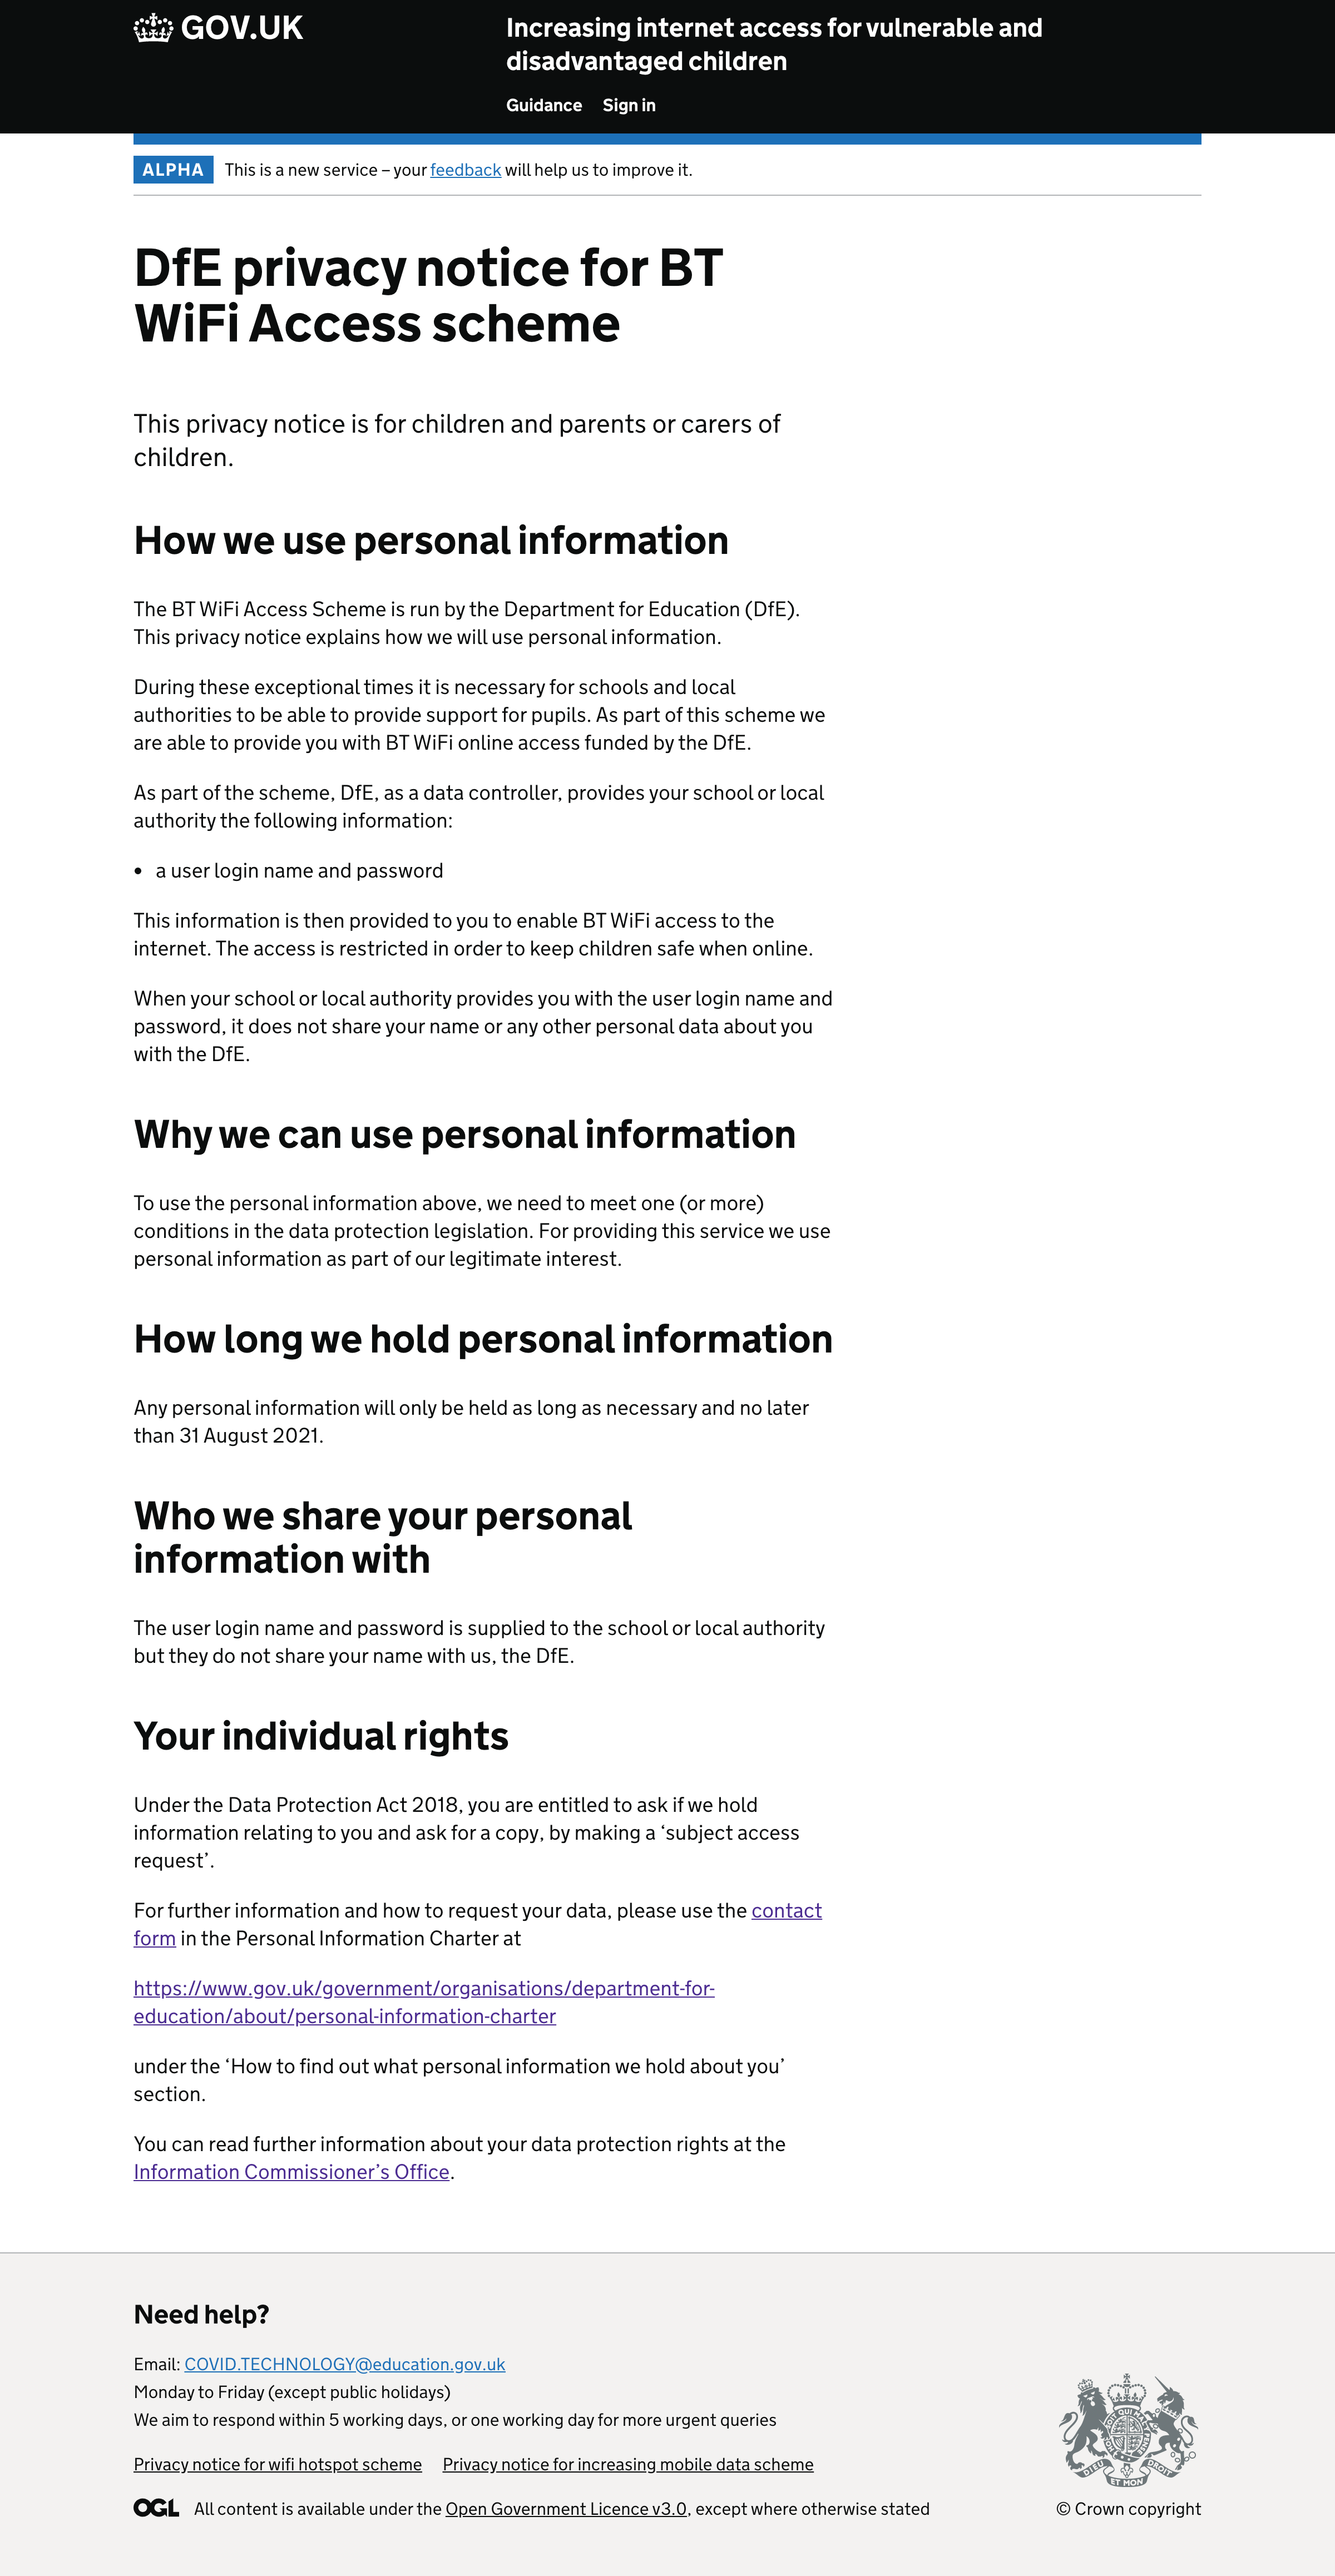 GOV.UK
Increasing internet access for vulnerable and
disadvantaged children
Guidance Sign in
ALPHA This is a new service – your feedback will help us to improve it.
DfE privacy notice for BT
WiFi Access scheme
This privacy notice is for children and parents or carers of
children.
How we use personal information
The BT WiFi Access Scheme is run by the Department for Education (DfE).
This privacy notice explains how we will use personal information.
During these exceptional times it is necessary for schools and local
authorities to be able to provide support for pupils. As part of this scheme we
are able to provide you with BT WiFi online access funded by the DfE.
As part of the scheme, DfE, as a data controller, provides your school or local
authority the following information:
• a user login name and password
This information is then provided to you to enable BT WiFi access to the
internet. The access is restricted in order to keep children safe when online.
When your school or local authority provides you with the user login name and
password, it does not share your name or any other personal data about you
with the DfE.
Why we can use personal information
To use the personal information above, we need to meet one (or more)
conditions in the data protection legislation. For providing this service we use
personal information as part of our legitimate interest.
How long we hold personal information
Any personal information will only be held as long as necessary and no later
than 31 August 2021.
Who we share your personal
information with
The user login name and password is supplied to the school or local authority
but they do not share your name with us, the DfE.
Your individual rights
Under the Data Protection Act 2018, you are entitled to ask if we hold
information relating to you and ask for a copy, by making a ‘subject access
request’.
For further information and how to request your data, please use the contact
form in the Personal Information Charter at
https://www.gov.uk/government/organisations/department-for-
education/about/personal-information-charter
under the ‘How to find out what personal information we hold about you’
section.
You can read further information about your data protection rights at the
Information Commissioner’s Office.
Need help?
Email: COVID.TECHNOLOGY@education.gov.uk
Monday to Friday (except public holidays)
We aim to respond within 5 working days, or one working day for more urgent queries
Privacy notice for wifi hotspot scheme Privacy notice for increasing mobile data scheme
DIEU ET MON DROIT
OGL All content is available under the Open Government Licence v3.0, except where otherwise stated
© Crown copyright